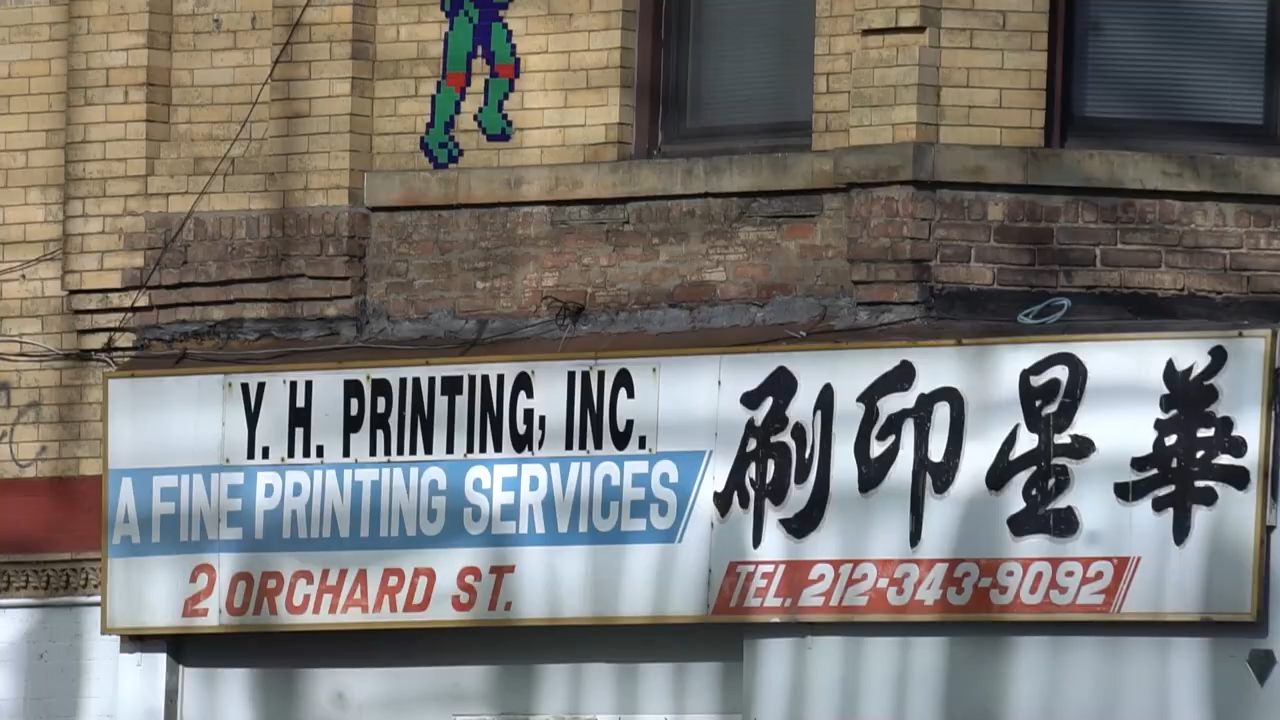 Y. H. PRINTING, INC.
A FINE PRINTING SERVICES
2 ORCHARD ST.
刷印星華
TEL. 212-343-9092